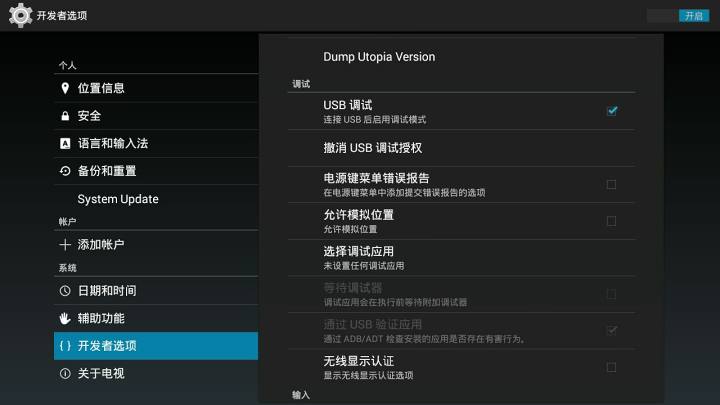 开发者选项
开启
个人
位置信息
安全
语言和输入法
备份和重置
System Update
帐户
添加帐户
系统
日期和时间
辅助功能
{ } 开发者选项
关于电视
Dump Utopia Version
调试
USB 调试
连接 USB 后启用调试模式
撤消 USB 调试授权
电源键菜单错误报告
在电源键菜单中添加提交错误报告的选项
允许模拟位置
允许模拟位置
选择调试应用
未设置任何调试应用
等待调试器
调试应用会在执行前等待附加调试器
通过 USB 验证应用
通过 ADB/ADT 检查安装的应用是否存在有害行为。
无线显示认证
显示无线显示认证选项
输入